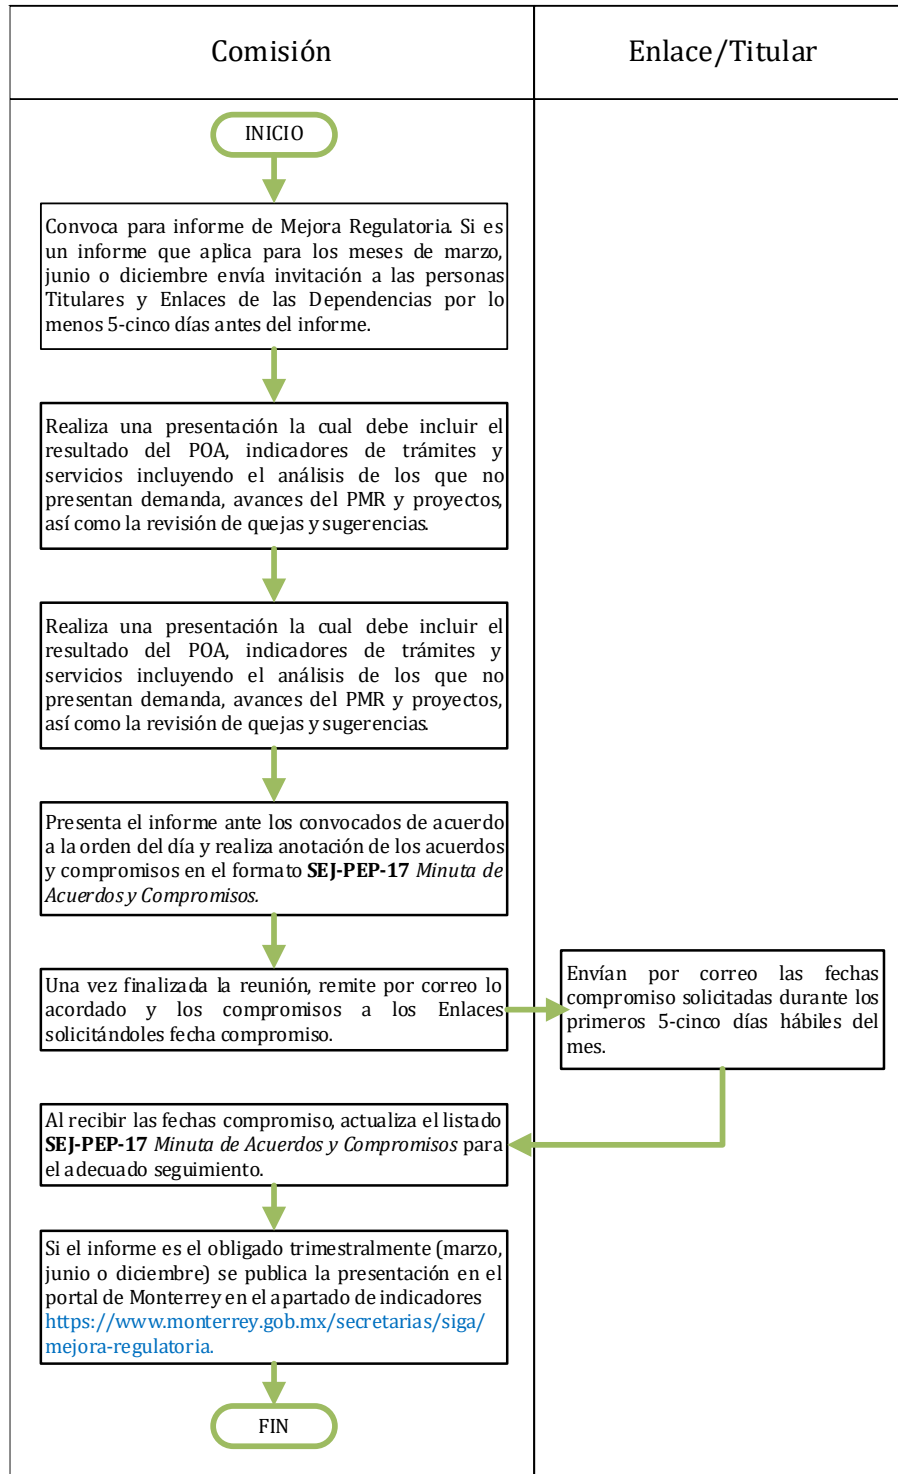 Comisión
Enlace/Titular
INICIO
Convoca para informe de Mejora Regulatoria. Si es
un informe que aplica para los meses de marzo,
junio o diciembre envía invitación a las personas
Titulares y Enlaces de las Dependencias por lo
menos 5-cinco días antes del informe.
Realiza una presentación la cual debe incluir el
resultado del POA, indicadores de trámites y
servicios incluyendo el análisis de los que no
presentan demanda, avances del PMR y proyectos,
así como la revisión de quejas y sugerencias.
Realiza una presentación la cual debe incluir el
resultado del POA, indicadores de trámites y
servicios incluyendo el análisis de los que no
presentan demanda, avances del PMR y proyectos,
así como la revisión de quejas y sugerencias.
Presenta el informe ante los convocados de acuerdo
a la orden del día y realiza anotación de los acuerdos
y compromisos en el formato SEJ-PEP-17 Minuta de
Acuerdos y Compromisos.
Una vez finalizada la reunión, remite por correo lo
acordado y los compromisos a los Enlaces
solicitándoles fecha compromiso.
Envían por correo las fechas
compromiso solicitadas durante los
primeros 5-cinco días hábiles del
mes.
Al recibir las fechas compromiso, actualiza el listado
SEJ-PEP-17 Minuta de Acuerdos y Compromisos para
el adecuado seguimiento.
Si el informe es el obligado trimestralmente (marzo,
junio o diciembre) se publica la presentación en el
portal de Monterrey en el apartado de indicadores
https://www.monterrey.gob.mx/secretarias/siga/
mejora-regulatoria.
FIN